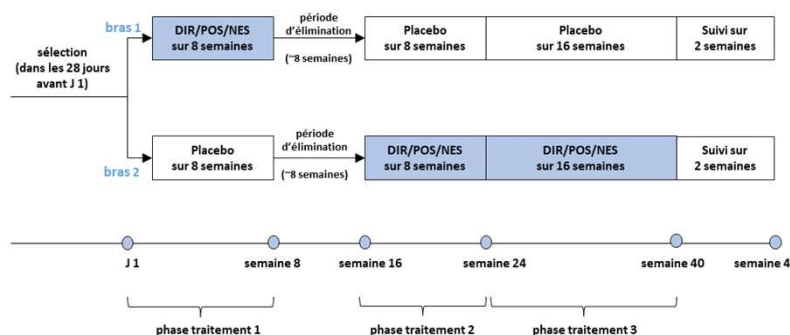 bras 1
DIR/POS/NES
sur 8 semaines
période
d'élimination
(~8 semaines)
Placebo
sur 8 semaines
Placebo
sur 16 semaines
Suivi sur
2 semaines
sélection
(dans les 28 jours
avant J 1)
bras 2
Placebo
sur 8 semaines
période
d'élimination
(~8 semaines)
DIR/POS/NES
sur 8 semaines
DIR/POS/NES
sur 16 semaines
Suivi sur
2 semaines
J 1
semaine 8
semaine 16
semaine 24
semaine 40
semaine 4
phase traitement 1
phase traitement 2
phase traitement 3